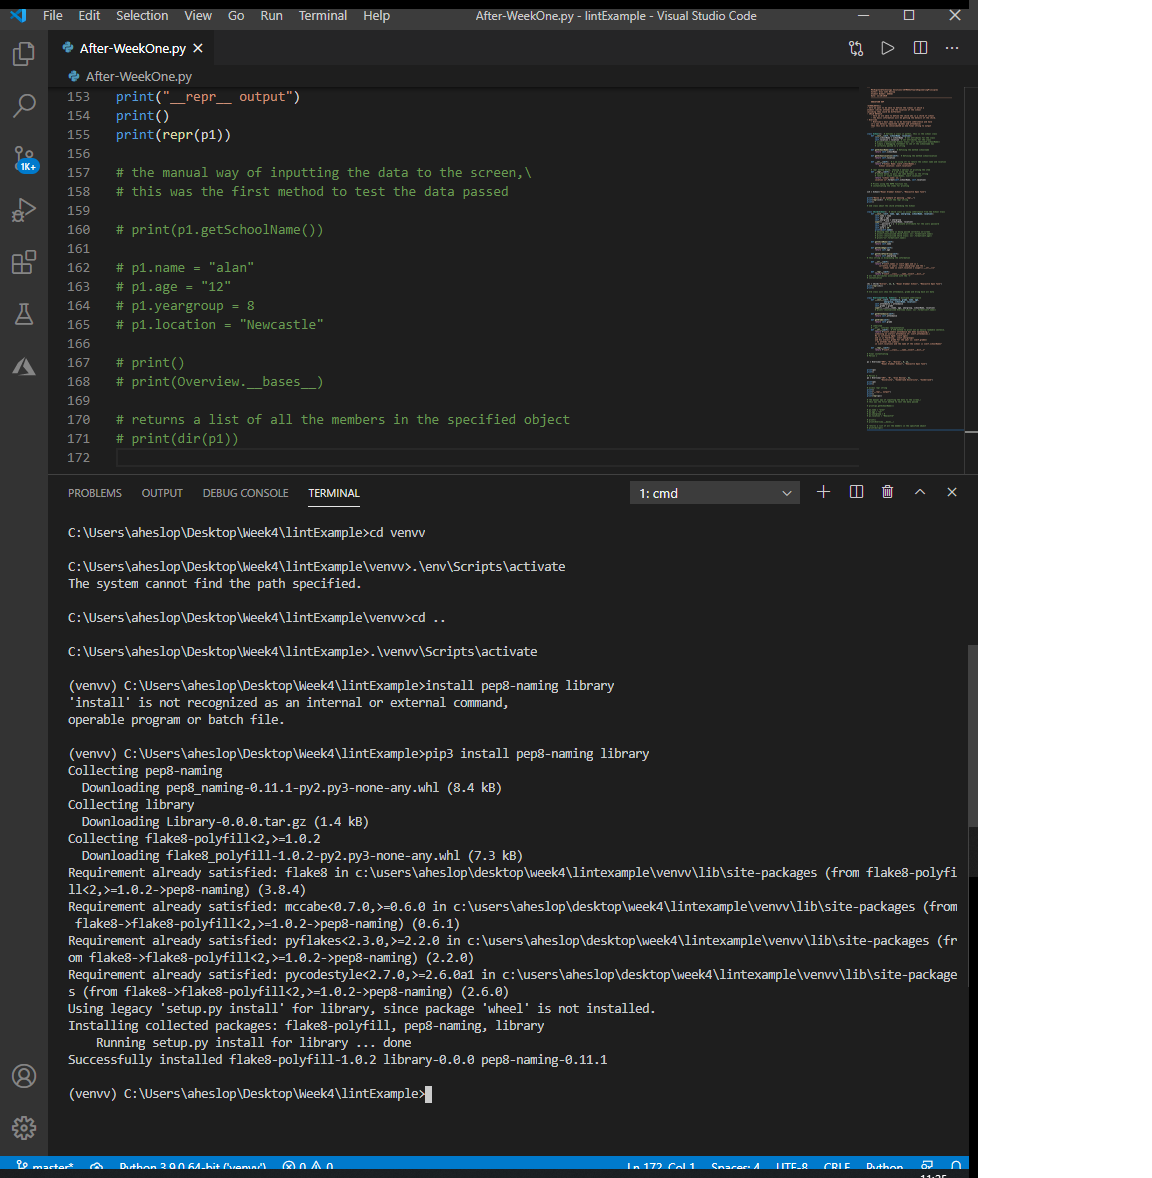 File Edit Selection View Go Run Terminal Help After-WeekOne.py - lintExample - Visual Studio Code
After-WeekOne.py
After-WeekOne.py
1K+
153 print("__repr__ output")
154 print()
155 print(repr(p1))
156
157 # the manual way of inputting the data to the screen,\
158 # this was the first method to test the data passed
159
160 # print(p1.getSchoolName())
161
162 # p1.name = "alan"
163 # p1.age = "12"
164 # p1.yeargroup = 8
165 # p1.location = "Newcastle"
166
167 # print()
168 # print(Overview.__bases__)
169
170 # returns a list of all the members in the specified object
171 # print(dir(p1))
172
PROBLEMS OUTPUT DEBUG CONSOLE TERMINAL 1: cmd
C:\Users\aheslop\Desktop\Week4\lintExample>cd venvv
C:\Users\aheslop\Desktop\Week4\lintExample\venvv>.\env\Scripts\activate
The system cannot find the path specified.
C:\Users\aheslop\Desktop\Week4\lintExample\venvv>cd ..
C:\Users\aheslop\Desktop\Week4\lintExample>.\venvv\Scripts\activate
(venvv) C:\Users\aheslop\Desktop\Week4\lintExample>install pep8-naming library
'install' is not recognized as an internal or external command,
operable program or batch file.
(venvv) C:\Users\aheslop\Desktop\Week4\lintExample>pip3 install pep8-naming library
Collecting pep8-naming
Downloading pep8_naming-0.11.1-py2.py3-none-any.whl (8.4 kB)
Collecting library
Downloading Library-0.0.0.tar.gz (1.4 kB)
Collecting flake8-polyfill<2,>=1.0.2
Downloading flake8_polyfill-1.0.2-py2.py3-none-any.whl (7.3 kB)
Requirement already satisfied: flake8 in c:\users\aheslop\desktop\week4\lintexample\venvv\lib\site-packages (from flake8-polyfi
ll<2,>=1.0.2->pep8-naming) (3.8.4)
Requirement already satisfied: mccabe<0.7.0,>=0.6.0 in c:\users\aheslop\desktop\week4\lintexample\venvv\lib\site-packages (from
flake8->flake8-polyfill<2,>=1.0.2->pep8-naming) (0.6.1)
Requirement already satisfied: pyflakes<2.3.0,>=2.2.0 in c:\users\aheslop\desktop\week4\lintexample\venvv\lib\site-packages (fr
om flake8->flake8-polyfill<2,>=1.0.2->pep8-naming) (2.2.0)
Requirement already satisfied: pycodestyle<2.7.0,>=2.6.0a1 in c:\users\aheslop\desktop\week4\lintexample\venvv\lib\site-package
s (from flake8->flake8-polyfill<2,>=1.0.2->pep8-naming) (2.6.0)
Using legacy 'setup.py install' for library, since package 'wheel' is not installed.
Installing collected packages: flake8-polyfill, pep8-naming, library
Running setup.py install for library ... done
Successfully installed flake8-polyfill-1.0.2 library-0.0.0 pep8-naming-0.11.1
(venvv) C:\Users\aheslop\Desktop\Week4\lintExample>
master* Python 3.9.0 64-bit ('venvv') 0 0 Ln 172, Col 1 Spaces: 4 UTF-8 CRLF Python